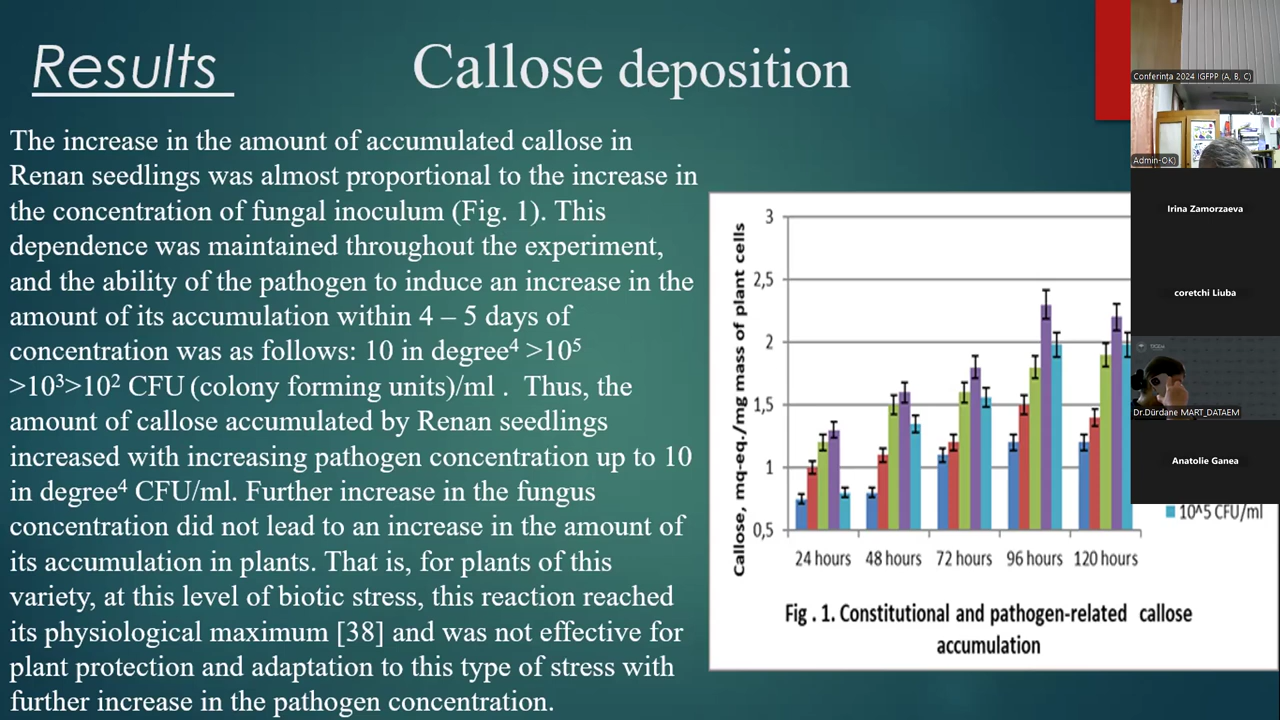 Results
Callose deposition
The increase in the amount of accumulated callose in
Renan seedlings was almost proportional to the increase in
the concentration of fungal inoculum (Fig. 1). This
dependence was maintained throughout the experiment,
and the ability of the pathogen to induce an increase in the
amount of its accumulation within 4 – 5 days of
concentration was as follows: 10 in degree⁴ >10⁵
>10³>10² CFU (colony forming units)/ml . Thus, the
amount of callose accumulated by Renan seedlings
increased with increasing pathogen concentration up to 10
in degree⁴ CFU/ml. Further increase in the fungus
concentration did not lead to an increase in the amount of
its accumulation in plants. That is, for plants of this
variety, at this level of biotic stress, this reaction reached
its physiological maximum [38] and was not effective for
plant protection and adaptation to this type of stress with
further increase in the pathogen concentration.
Callose, mq-eq./mg mass of plant cells
3
2,5
2
1,5
1
0,5
24 hours 48 hours 72 hours 96 hours 120 hours
10^5 CFU/ml
Fig . 1. Constitutional and pathogen-related callose
accumulation
Conferința 2024 IGFPP (A, B, C)
Admin-OKJ
Irina Zamorzaeva
coretchi Liuba
Dr.Dürdane MART_DATAEM
Anatolie Ganea